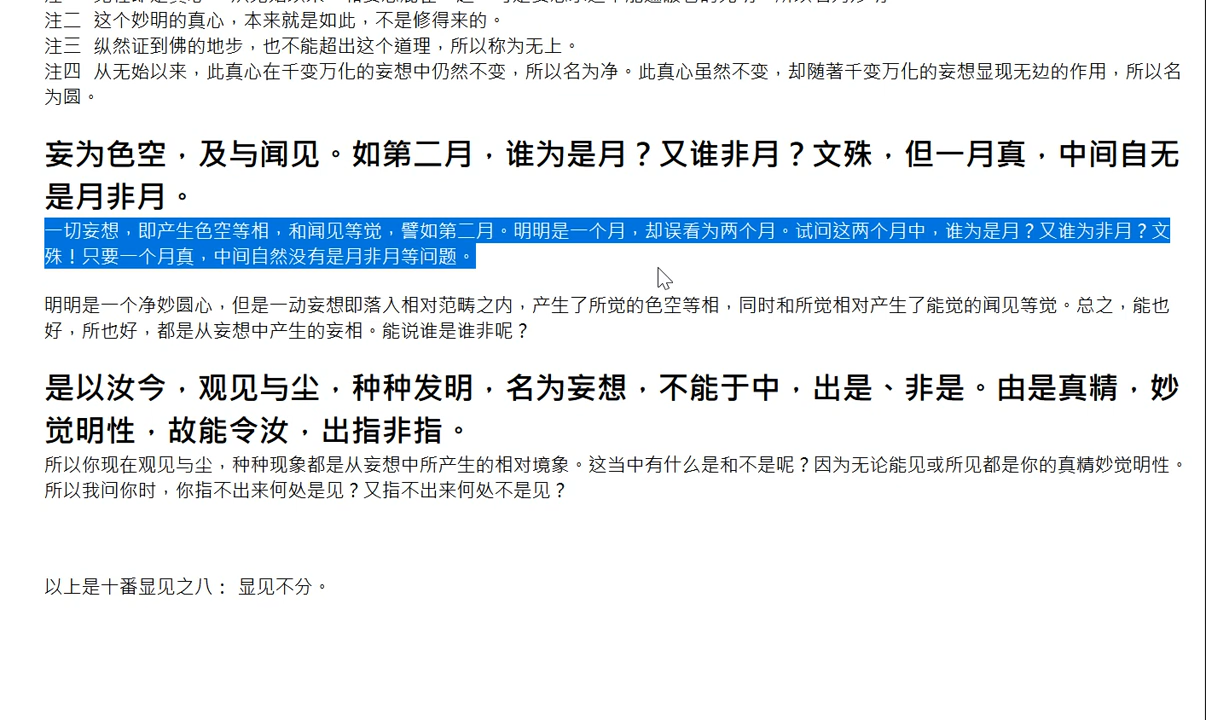 注二 这个妙明的真心，本来就是如此，不是修得来的。
注三 纵然证到佛的地步，也不能超出这个道理，所以称为无上。
注四 从无始以来，此真心在千变万化的妄想中仍然不变，所以名为净。此真心虽然不变，却随著千变万化的妄想显现无边的作用，所以名
为圆。
妄为色空，及与闻见。如第二月，谁为是月？又谁非月？文殊，但一月真，中间自无
是月非月。
一切妄想，即产生色空等相，和闻见等觉，譬如第二月。明明是一个月，却误看为两个月。试问这两个月中，谁为是月？又谁为非月？文
殊！只要一个月真，中间自然没有是月非月等问题。
明明是一个净妙圆心，但是一动妄想即落入相对范畴之内，产生了所觉的色空等相，同时和所觉相对产生了能觉的闻见等觉。总之，能也
好，所也好，都是从妄想中产生的妄相。能说谁是谁非呢？
是以汝今，观见与尘，种种发明，名为妄想，不能于中，出是、非是。由是真精，妙
觉明性，故能令汝，出指非指。
所以你现在观见与尘，种种现象都是从妄想中所产生的相对境象。这当中有什么是和不是呢？因为无论能见或所见都是你的真精妙觉明性。
所以我问你时，你指不出来何处是见？又指不出来何处不是见？
以上是十番显见之八： 显见不分。